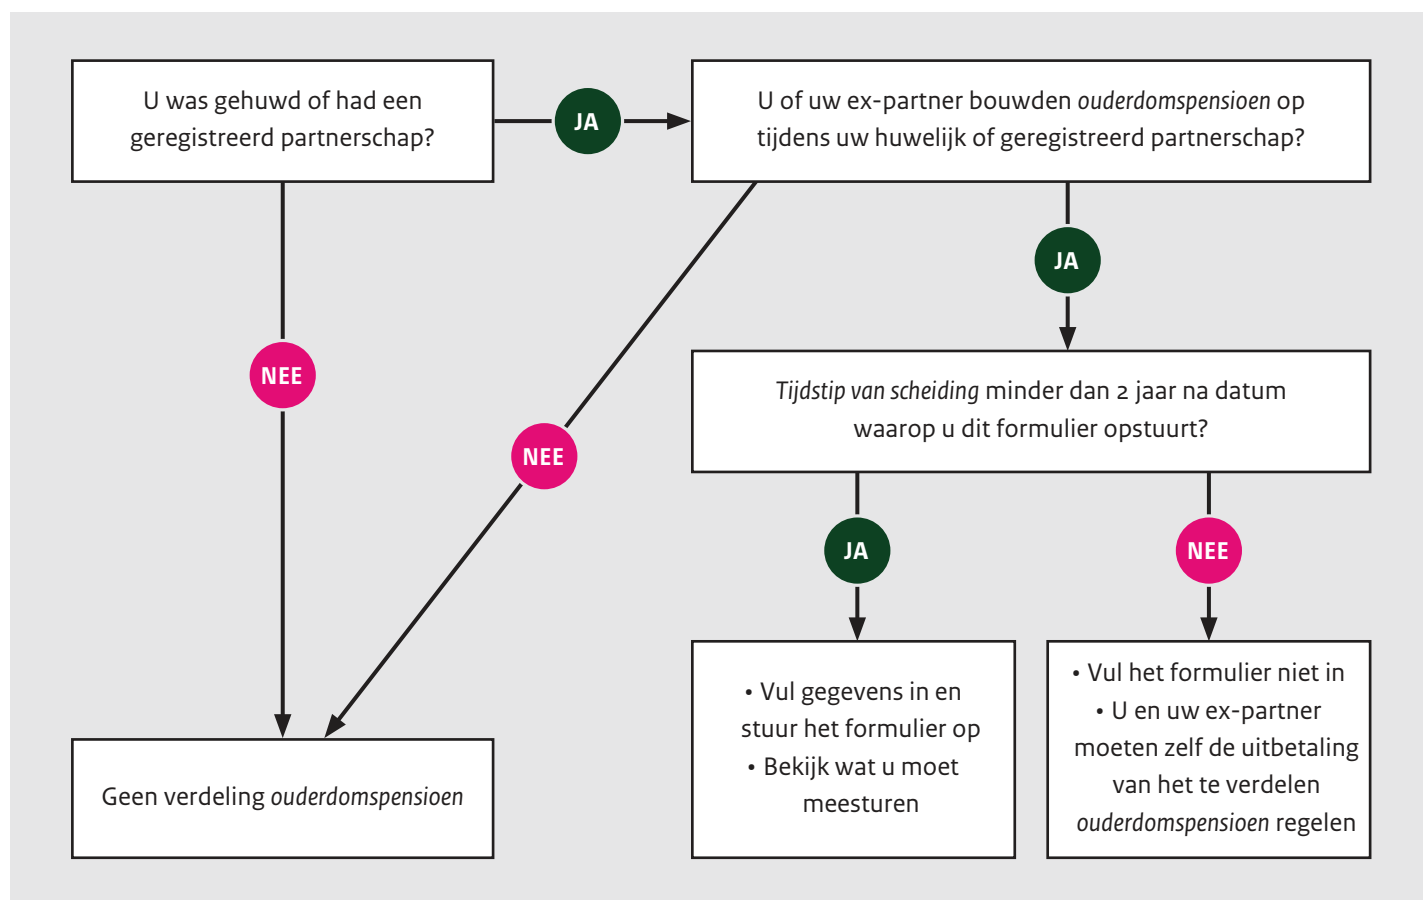 U was gehuwd of had een
geregistreerd partnerschap?
JA
U of uw ex-partner bouwden ouderdomspensioen op
tijdens uw huwelijk of geregistreerd partnerschap?
JA
NEE
Tijdstip van scheiding minder dan 2 jaar na datum
waarop u dit formulier opstuurt?
NEE
JA
NEE
• Vul gegevens in en
stuur het formulier op
• Bekijk wat u moet
meesturen
• Vul het formulier niet in
• U en uw ex-partner
moeten zelf de uitbetaling
van het te verdelen
ouderdomspensioen regelen
Geen verdeling ouderdomspensioen